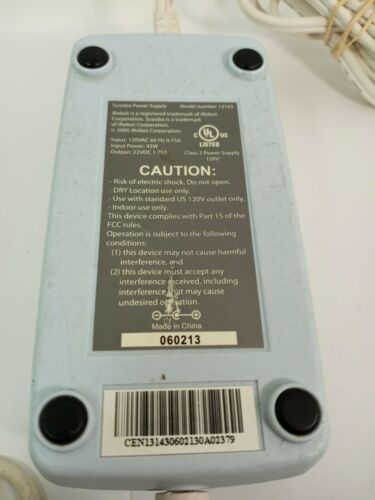 Scooba Power Supply Model number 13143
iRobot is a registered trademark of iRobot
Corporation. Scooba is a trademark
of iRobot Corporation.
© 2005 iRobot Corporation
Input: 120VAC 60 Hz 0.75A
Input Power: 45W
Output: 22VDC 1.75A
c UL US
LISTED
Class 2 Power Supply
15PV
CAUTION:
- Risk of electric shock. Do not open.
- DRY Location use only.
- Use with standard US 120V outlet only.
- Indoor use only.
This device complies with Part 15 of the
FCC rules.
Operation is subject to the following
conditions:
(1) this device may not cause harmful
interference, and
(2) this device must accept any
interference received, including
interference that may cause
undesired operation.
Made in China
060213
CEN131430602130A02379